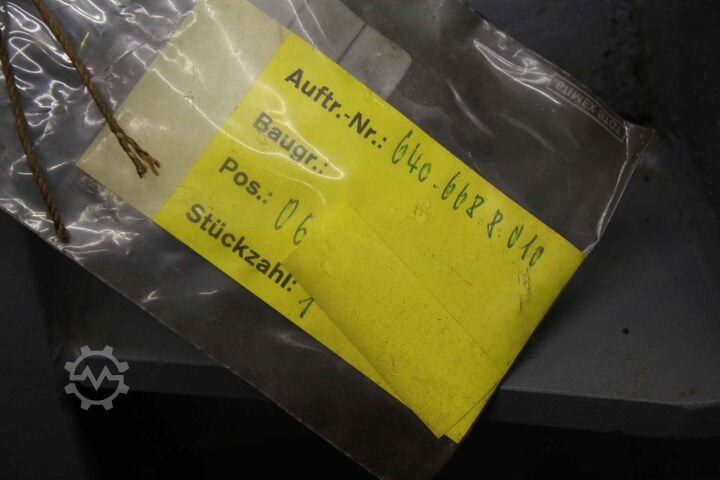 Auftr.-Nr.: 640-668.8.010
Baugr.:
Pos.: 06
Stückzahl: 1